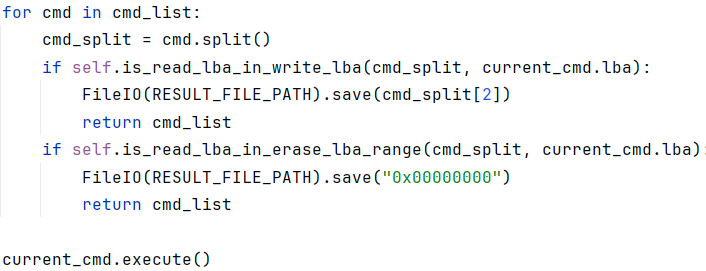 for cmd in cmd_list:
    cmd_split = cmd.split()
    if self.is_read_lba_in_write_lba(cmd_split, current_cmd.lba):
        FileIO(RESULT_FILE_PATH).save(cmd_split[2])
        return cmd_list
    if self.is_read_lba_in_erase_lba_range(cmd_split, current_cmd.lba):
        FileIO(RESULT_FILE_PATH).save("0x00000000")
        return cmd_list

current_cmd.execute()